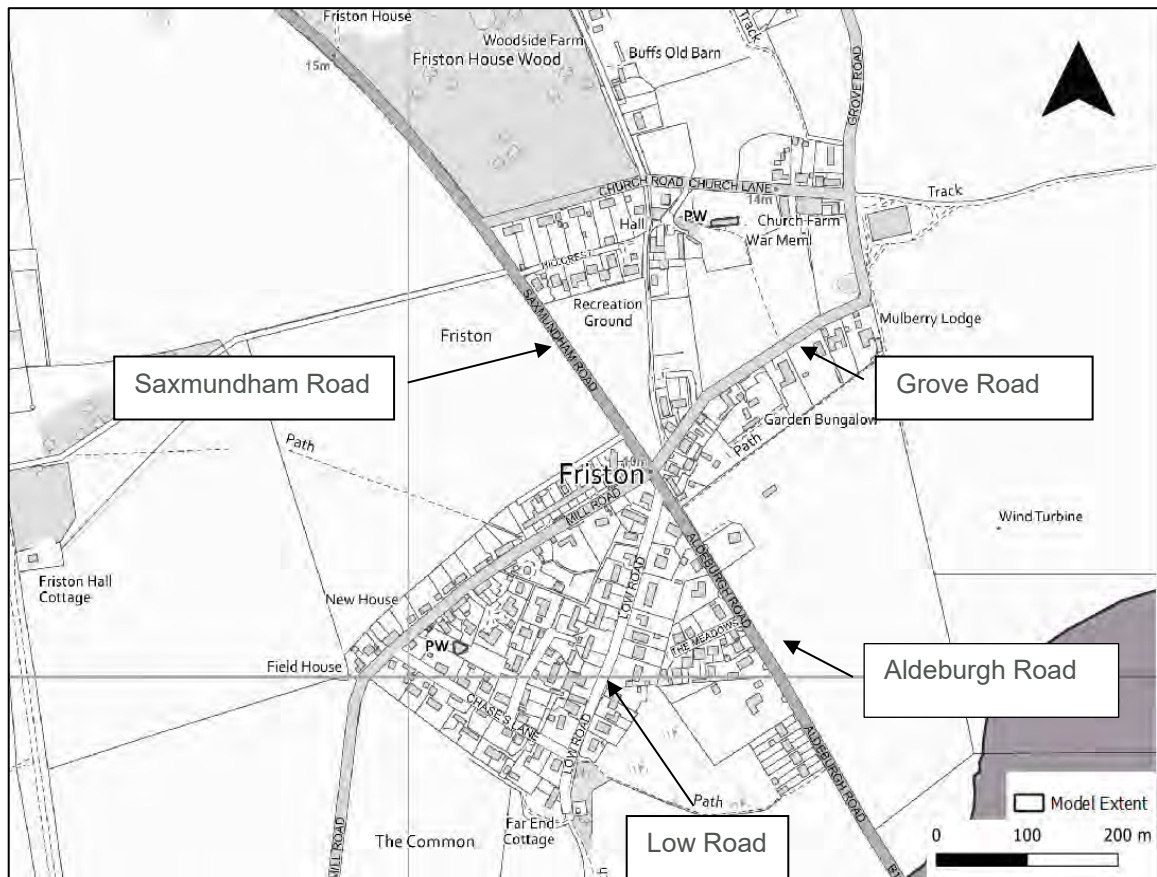 Friston House
Woodside Farm
Friston House Wood
15m
Buffs Old Barn
Track
GROVE ROAD
CHURCH ROAD
CHURCH LANE
14m
Track
Hall
PW
Church Farm
War Meml
HILLCREST
SAXMUNDHAM ROAD
Recreation
Ground
Friston
Mulberry Lodge
Saxmundham Road
Grove Road
Garden Bungalow
Path
Path
Friston
MILL ROAD
Wind Turbine
ALDEBURGH ROAD
LOW ROAD
Friston Hall
Cottage
New House
THE MEADOWS
PW
Field House
Aldeburgh Road
CHASE'S LANE
LOW ROAD
ALDEBURGH ROAD
Path
Far End
Cottage
The Common
MILL ROAD
Low Road
Model Extent
0 100 200 m